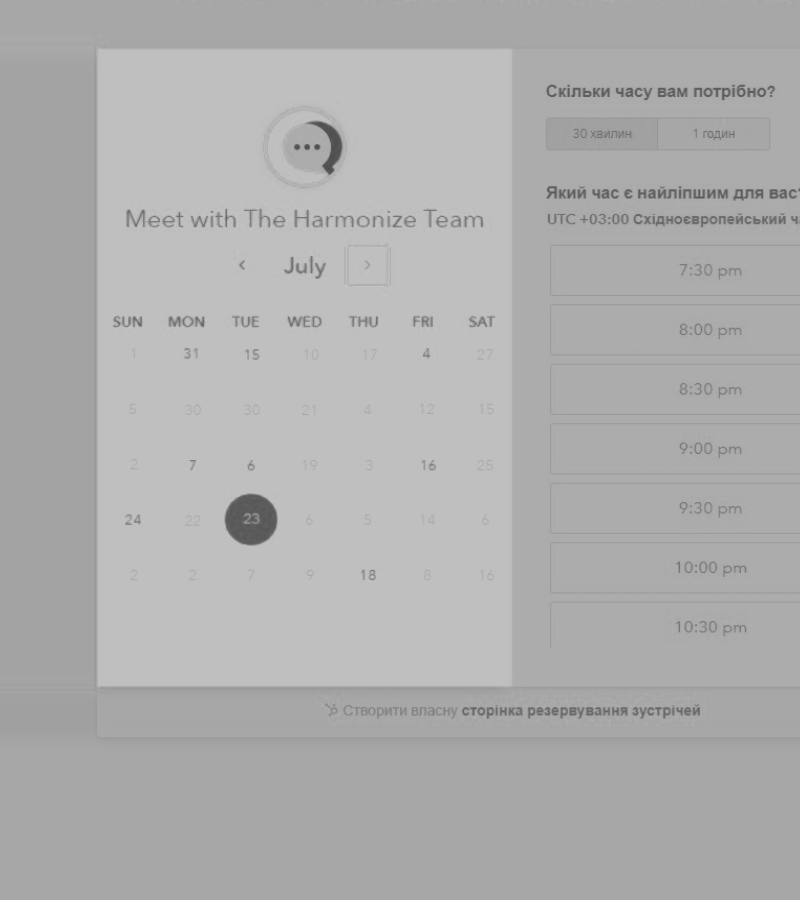 Meet with The Harmonize Team
July
SUN MON TUE WED THU FRI SAT
1 31 15 10 17 4 27
5 30 30 21 4 12 15
2 7 6 19 3 16 25
24 22 23 6 5 14 6
2 2 7 9 18 8 16
Скільки часу вам потрібно?
30 хвилин 1 годин
Який час є найліпшим для вас?
UTC +03:00 Східноєвропейський
7:30 pm
8:00 pm
8:30 pm
9:00 pm
9:30 pm
10:00 pm
10:30 pm
Створити власну сторінка резервування зустрічей